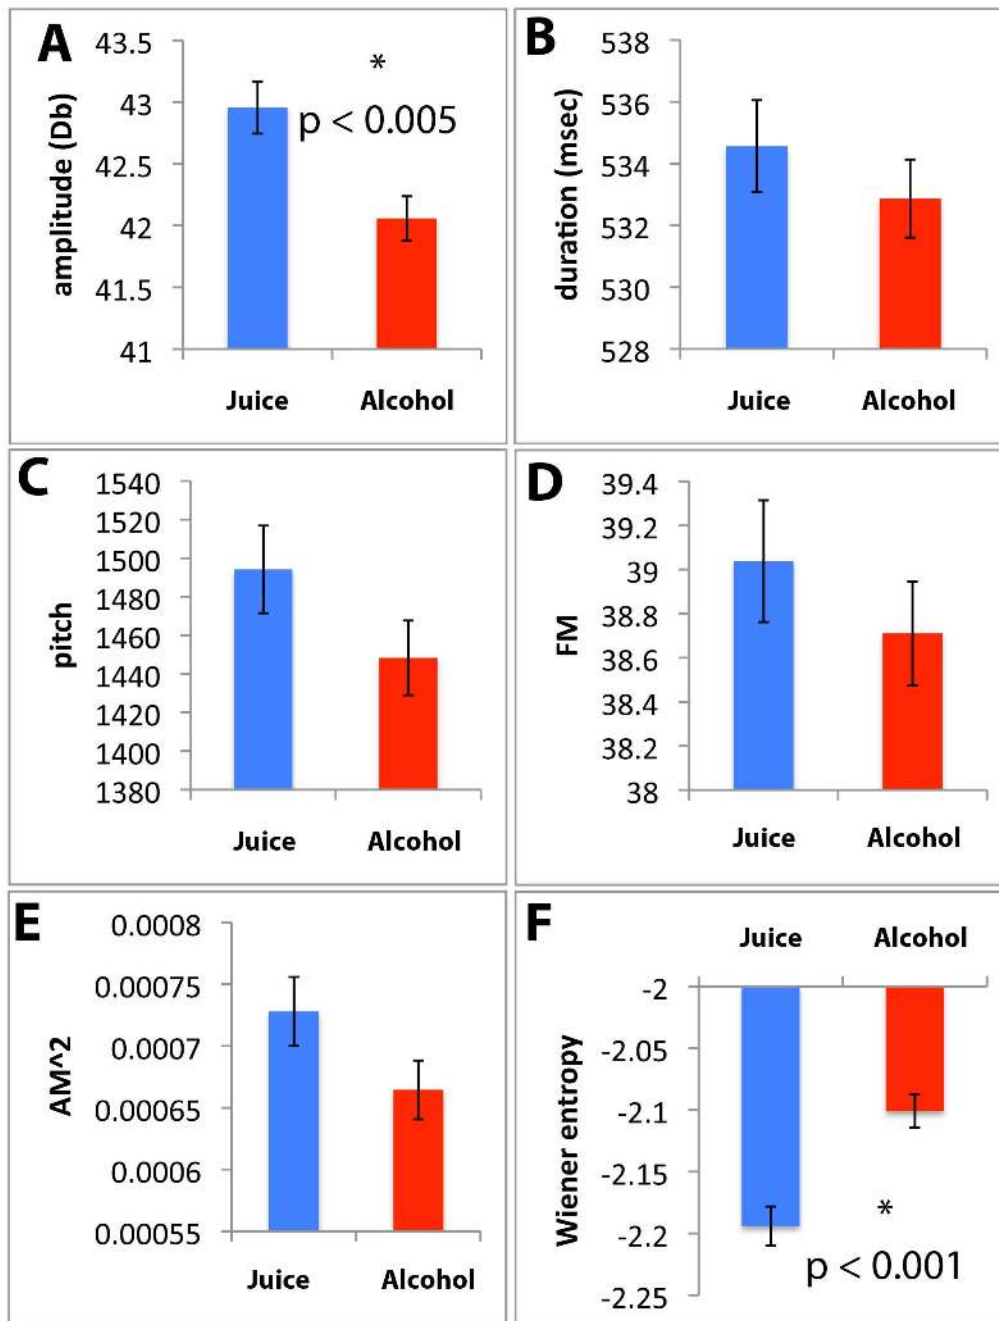 A
amplitude (Db)
43.5
43
42.5
42
41.5
41
*
p < 0.005
Juice Alcohol
B
duration (msec)
538
536
534
532
530
528
Juice Alcohol
C
pitch
1540
1520
1500
1480
1460
1440
1420
1400
1380
Juice Alcohol
D
FM
39.4
39.2
39
38.8
38.6
38.4
38.2
38
Juice Alcohol
E
AM^2
0.0008
0.00075
0.0007
0.00065
0.0006
0.00055
Juice Alcohol
F
Juice Alcohol
Wiener entropy
-2
-2.05
-2.1
-2.15
-2.2
-2.25
*
p < 0.001